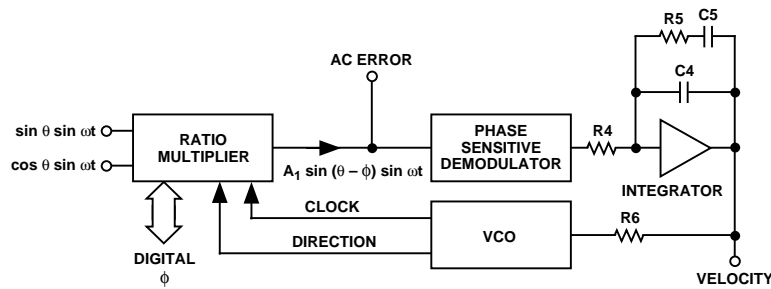 R5
C5
AC ERROR
C4
sin θ sin ωt
cos θ sin ωt
RATIO
MULTIPLIER
A1 sin (θ – ϕ) sin ωt
PHASE
SENSITIVE
DEMODULATOR
R4
INTEGRATOR
CLOCK
DIRECTION
VCO
R6
DIGITAL
ϕ
VELOCITY